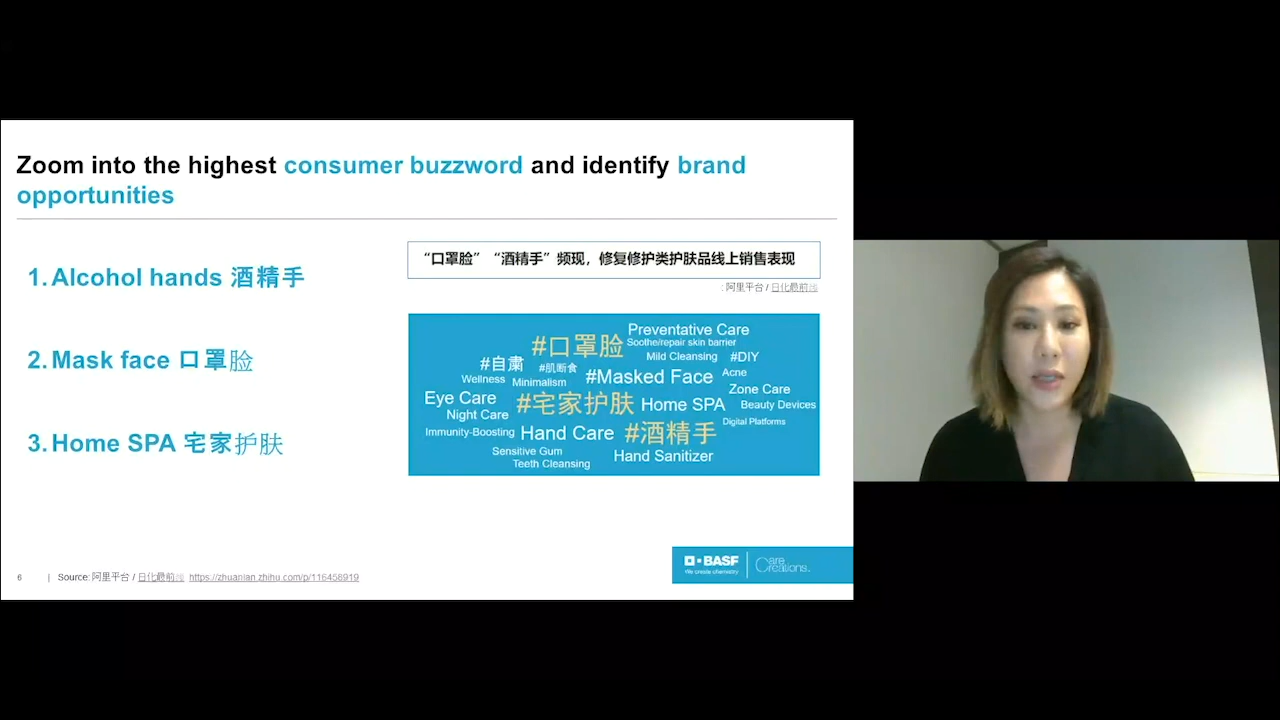 Zoom into the highest consumer buzzword and identify brand
opportunities
1. Alcohol hands 酒精手
2. Mask face 口罩脸
3. Home SPA 宅家护肤
“口罩脸” “酒精手”频现，修复修护类护肤品线上销售表现
: 阿里平台 / 日化最前
#口罩脸 Preventative Care
Soothe/repair skin barrier
#自粛 #肌断食 Mild Cleansing #DIY
Wellness Minimalism #Masked Face Acne
Eye Care #宅家护肤 Home SPA Zone Care
Night Care Beauty Devices
Immunity-Boosting Hand Care #酒精手 Digital Platforms
Sensitive Gum Hand Sanitizer
Teeth Cleansing
6 | Source: 阿里平台 / 日化最前 https://zhuanlan.zhihu.com/p/116458919
BASF
We create chemistry
Care
Creations